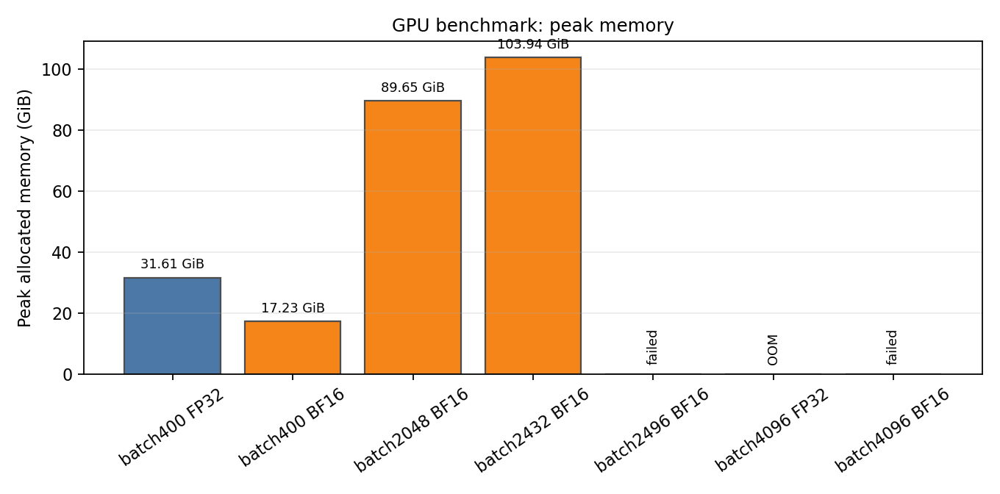 GPU benchmark: peak memory
Peak allocated memory (GiB)
100
80
60
40
20
0
31.61 GiB
17.23 GiB
89.65 GiB
103.94 GiB
failed
OOM
failed
batch400 FP32
batch400 BF16
batch2048 BF16
batch2432 BF16
batch2496 BF16
batch4096 FP32
batch4096 BF16